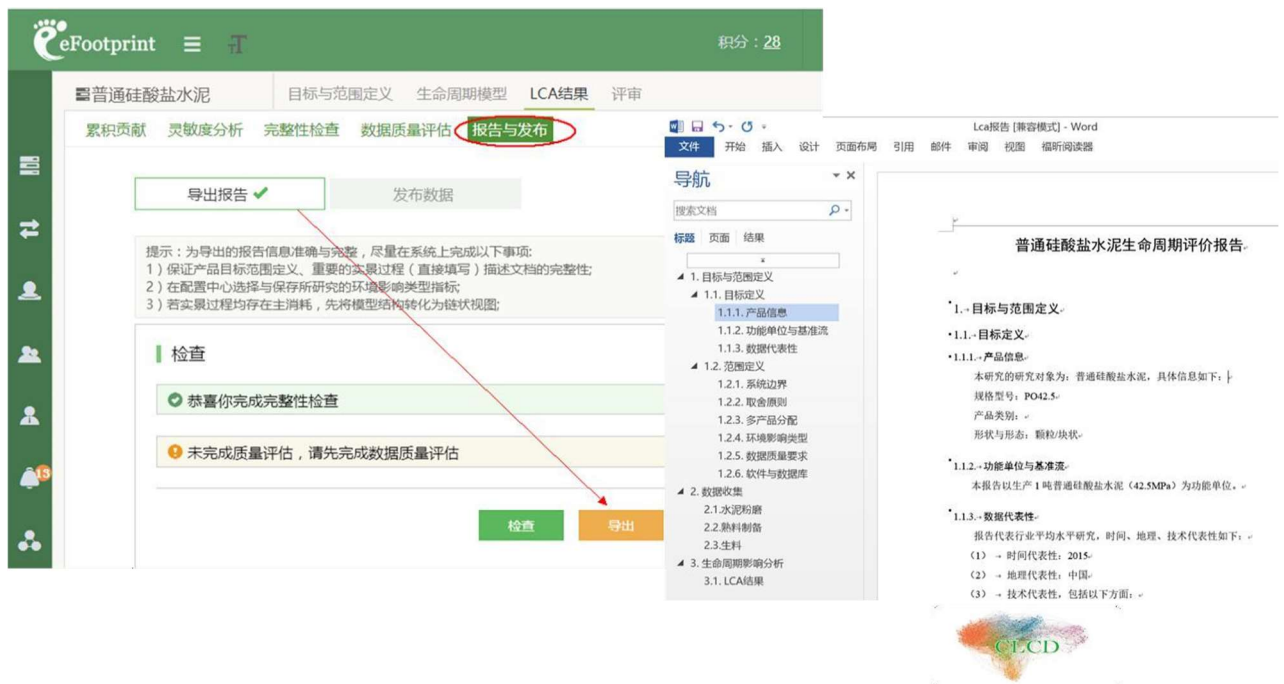 eFootprint
积分：28
普通硅酸盐水泥 目标与范围定义 生命周期模型 LCA结果 评审
累积贡献 灵敏度分析 完整性检查 数据质量评估 报告与发布
导出报告 发布数据
提示：为导出的报告信息准确与完整，尽量在系统上完成以下事项:
1）保证产品目标范围定义、重要的实景过程（直接填写）描述文档的完整性;
2）在配置中心选择与保存所研究的环境影响类型指标;
3）若实景过程均存在主消耗，先将模型结构转化为链状视图;
检查
恭喜你完成完整性检查
未完成质量评估，请先完成数据质量评估
检查 导出
13
Lca报告 [兼容模式] - Word
文件 开始 插入 设计 页面布局 引用 邮件 审阅 视图 福昕阅读器
导航
搜索文档
标题 页面 结果
1. 目标与范围定义
1.1. 目标定义
1.1.1. 产品信息
1.1.2. 功能单位与基准流
1.1.3. 数据代表性
1.2. 范围定义
1.2.1. 系统边界
1.2.2. 取舍原则
1.2.3. 多产品分配
1.2.4. 环境影响类型
1.2.5. 数据质量要求
1.2.6. 软件与数据库
2. 数据收集
2.1.水泥粉磨
2.2.熟料制备
2.3.生料
3. 生命周期影响分析
3.1. LCA结果
普通硅酸盐水泥生命周期评价报告
1. 目标与范围定义
1.1. 目标定义
1.1.1. 产品信息
本研究的研究对象为：普通硅酸盐水泥，具体信息如下：
规格型号：PO42.5
产品类别：
形状与形态：颗粒/块状
1.1.2. 功能单位与基准流
本报告以生产 1 吨普通硅酸盐水泥（42.5MPa）为功能单位。
1.1.3. 数据代表性
报告代表行业平均水平研究，时间、地理、技术代表性如下：
（1） 时间代表性：2015
（2） 地理代表性：中国
（3） 技术代表性，包括以下方面：
CLCD